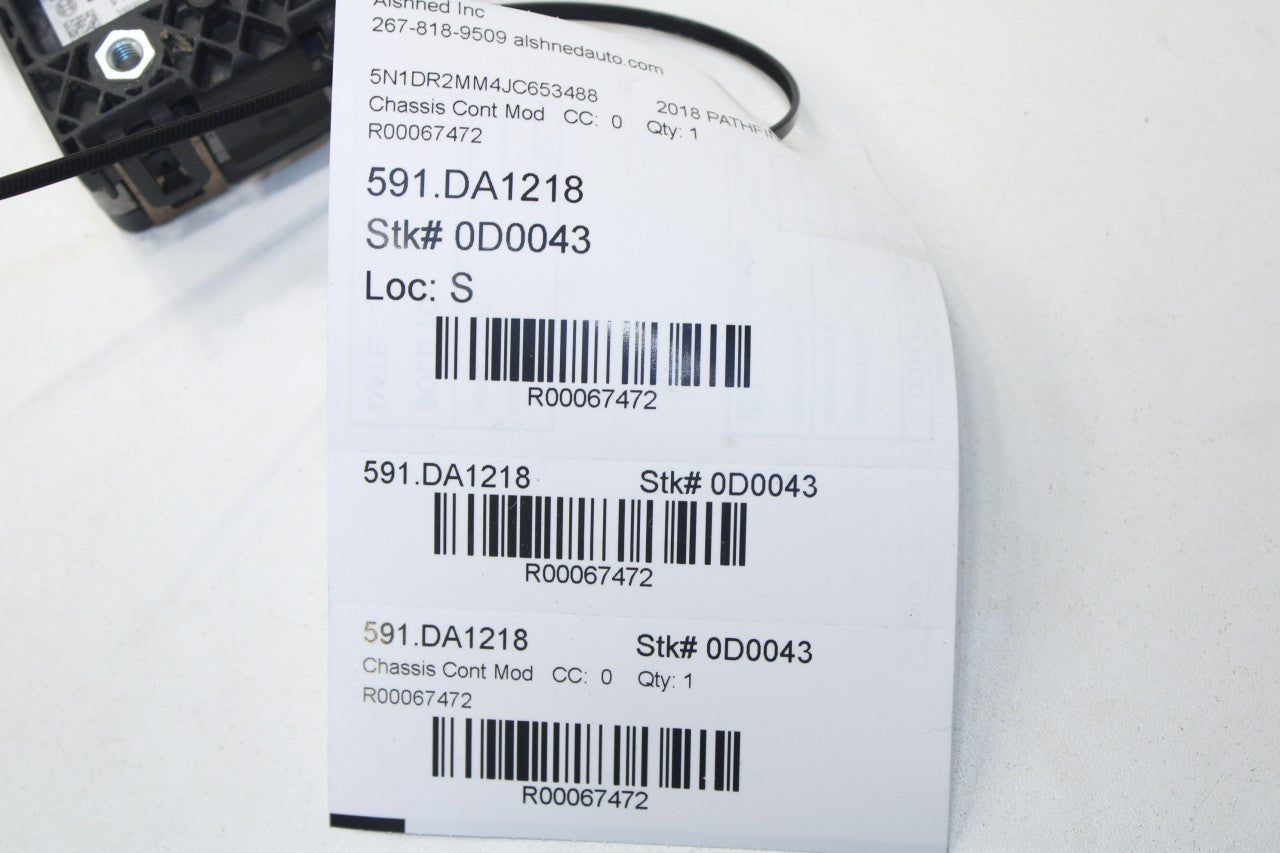 Alshned Inc
267-818-9509 alshnedauto.com
5N1DR2MM4JC653488 2018 PATHFIN
Chassis Cont Mod CC: 0 Qty: 1
R00067472
591.DA1218
Stk# 0D0043
Loc: S
R00067472
591.DA1218 Stk# 0D0043
R00067472
591.DA1218 Stk# 0D0043
Chassis Cont Mod CC: 0 Qty: 1
R00067472
R00067472